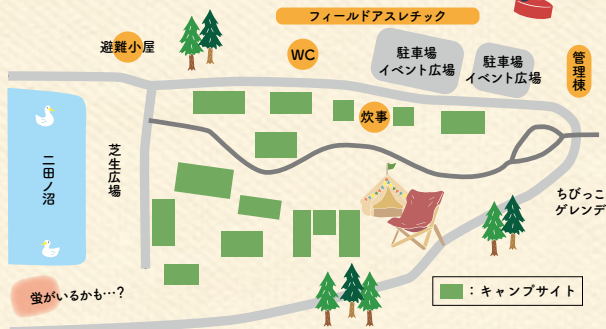 フィールドアスレチック
避難小屋
WC
駐車場
イベント広場
駐車場
イベント広場
管理棟
炊事
二田ノ沼
芝生広場
ちびっこ
ゲレンデ
蛍がいるかも…?
：キャンプサイト